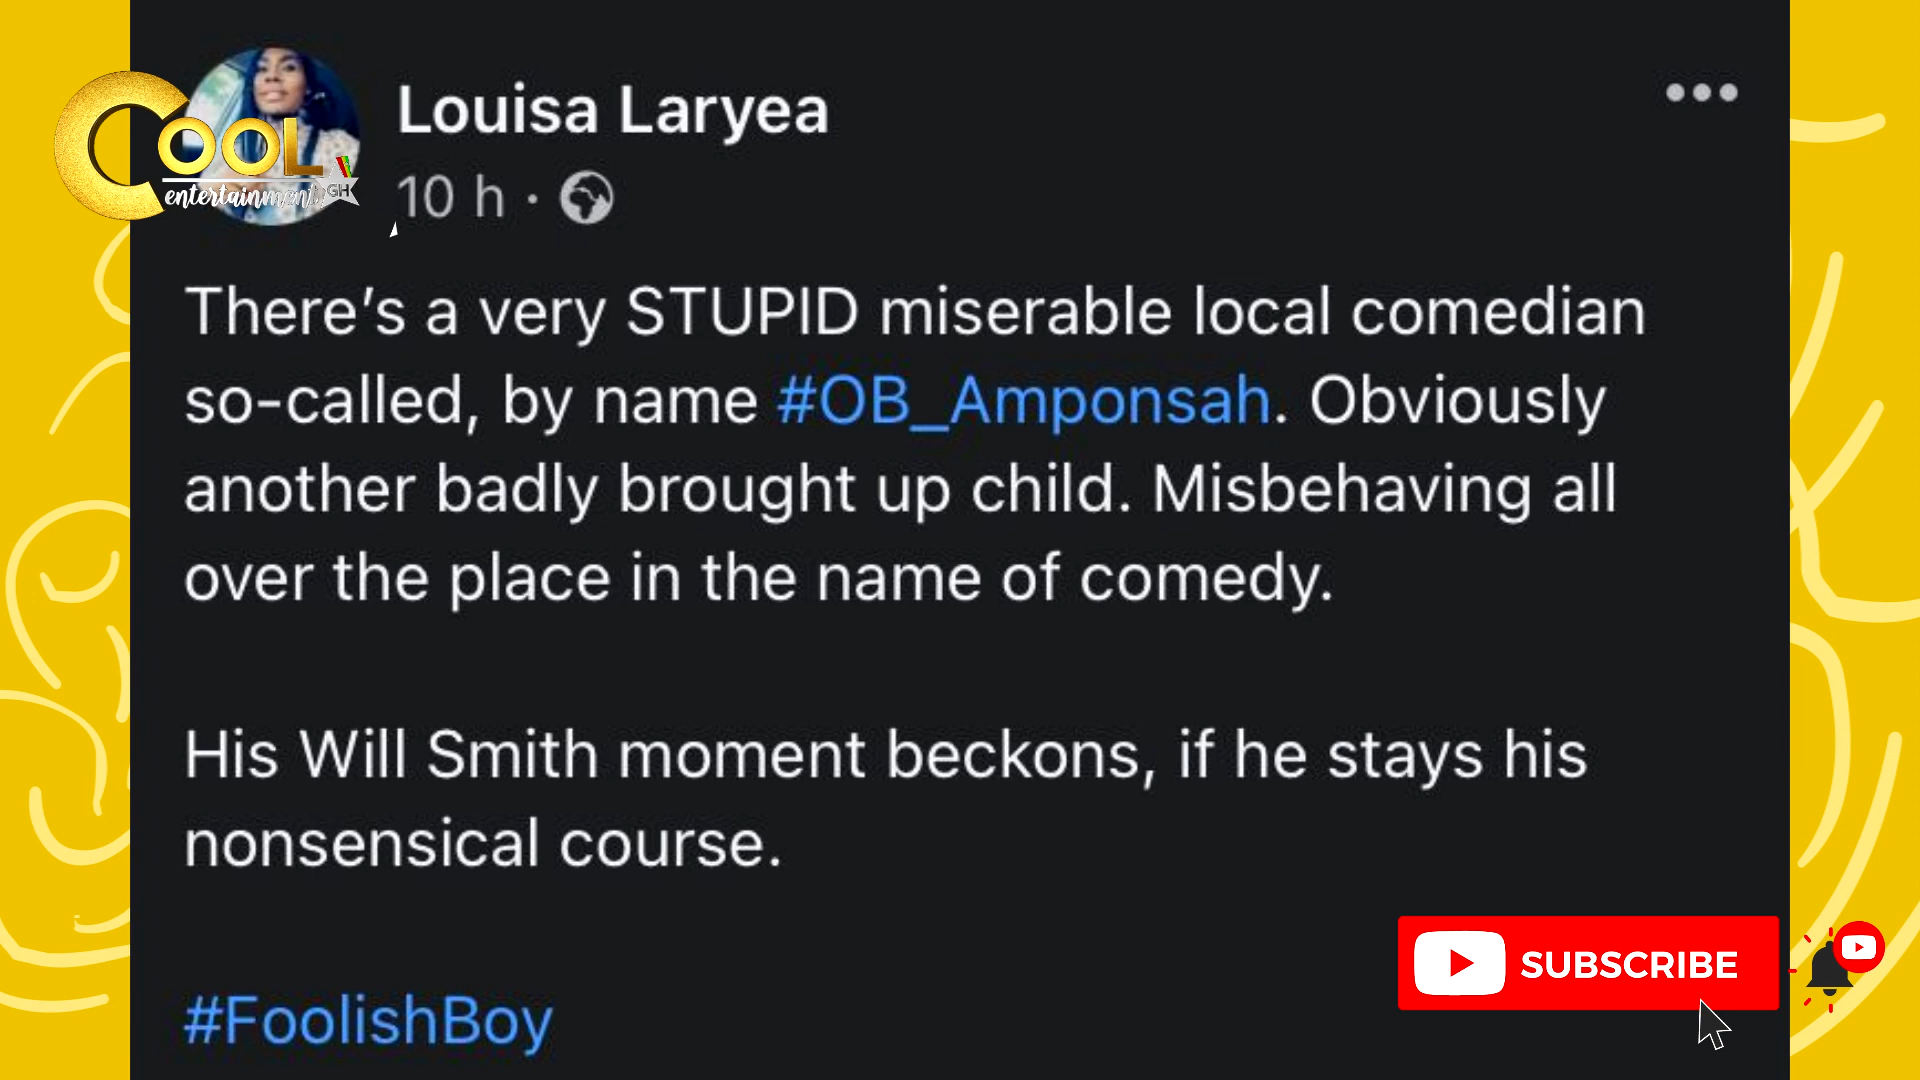 COOL
entertainment GH
Louisa Laryea
10 h ·
There's a very STUPID miserable local comedian
so-called, by name #OB_Amponsah. Obviously
another badly brought up child. Misbehaving all
over the place in the name of comedy.
His Will Smith moment beckons, if he stays his
nonsensical course.
#FoolishBoy
SUBSCRIBE